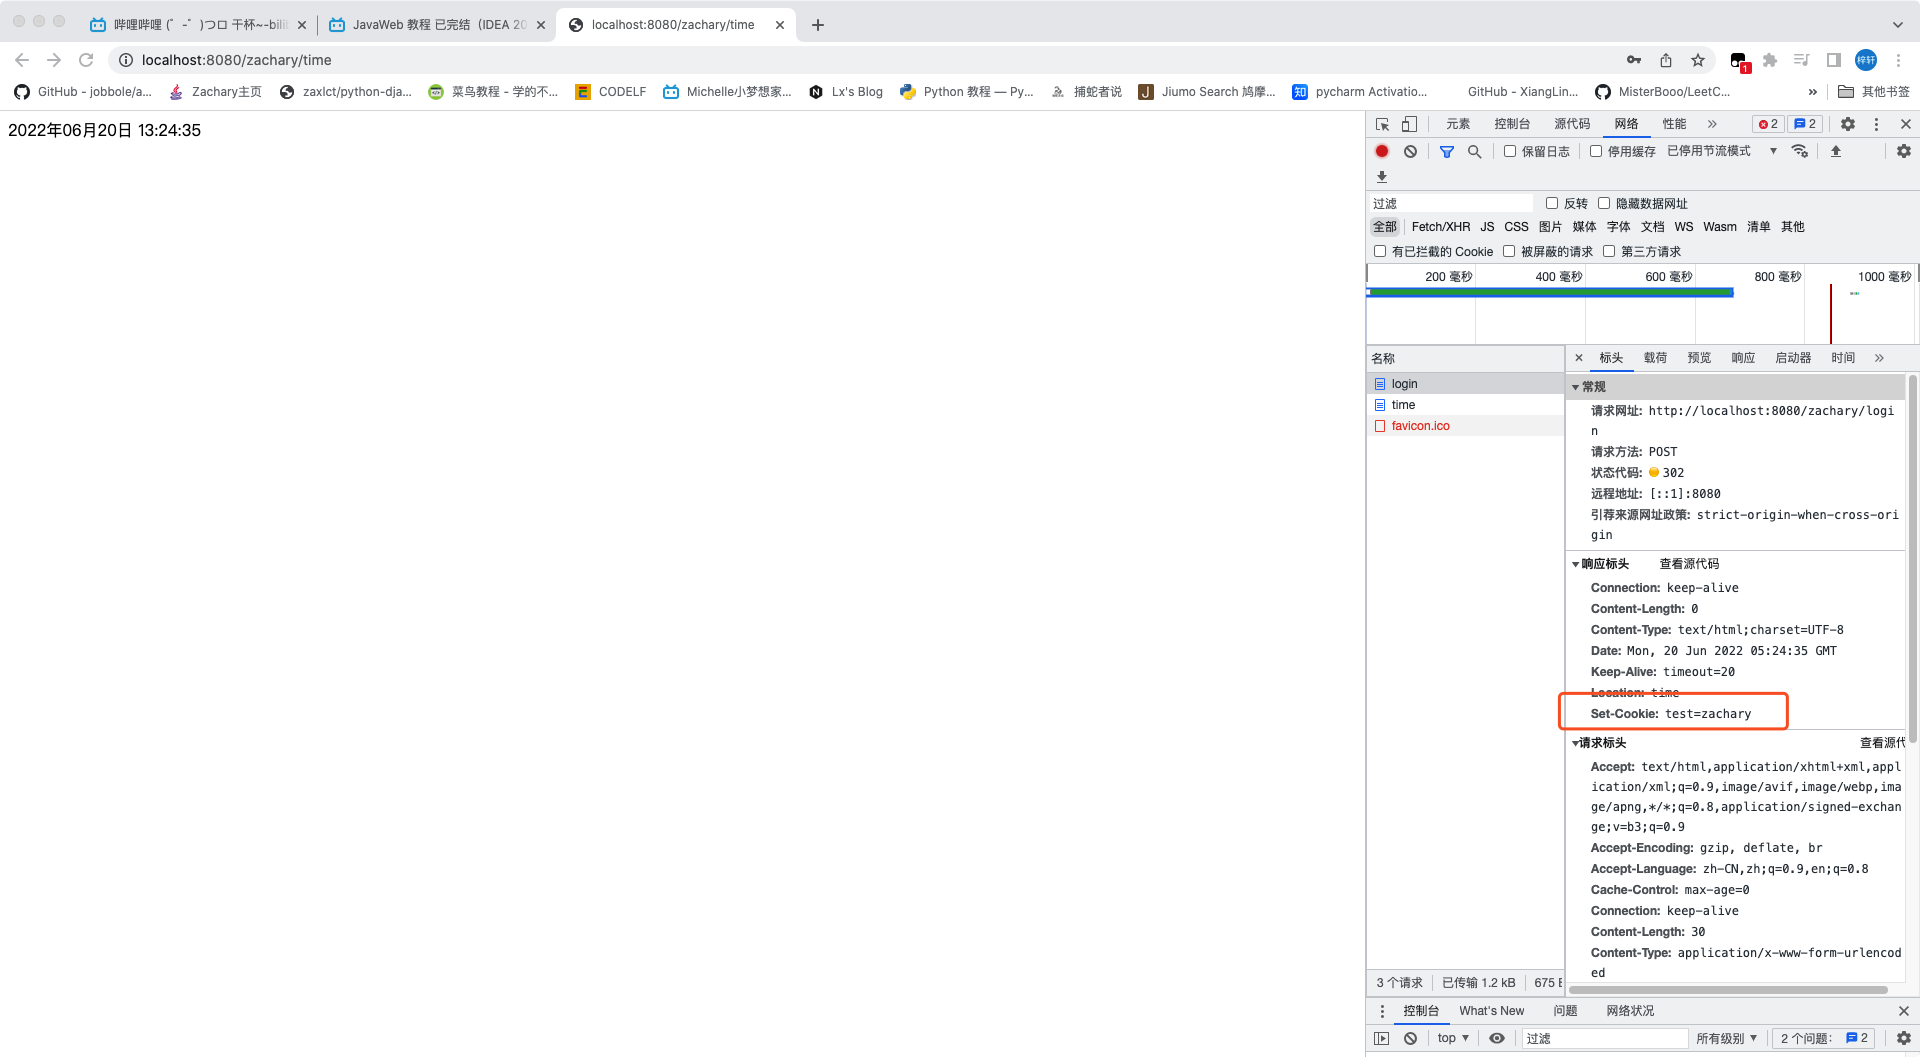 哔哩哔哩 (゜-゜)つロ 干杯~-bili
JavaWeb 教程 已完结（IDEA 20
localhost:8080/zachary/time
localhost:8080/zachary/time
1
梓轩
GitHub - jobbole/a...
Zachary主页
zaxlct/python-dja...
菜鸟教程 - 学的不...
CODELF
Michelle小梦想家...
Lx's Blog
Python 教程 — Py...
捕蛇者说
Jiumo Search 鸠摩...
知
pycharm Activatio...
GitHub - XiangLin...
MisterBooo/LeetC...
»
其他书签
2022年06月20日 13:24:35
元素
控制台
源代码
网络
性能
»
2
2
保留日志
停用缓存
已停用节流模式
过滤
反转
隐藏数据网址
全部
Fetch/XHR JS CSS 图片 媒体 字体 文档 WS Wasm 清单 其他
有已拦截的 Cookie
被屏蔽的请求
第三方请求
200 毫秒
400 毫秒
600 毫秒
800 毫秒
1000 毫秒
名称
login
time
favicon.ico
标头
载荷
预览
响应
启动器
时间
»
常规
请求网址: http://localhost:8080/zachary/logi
n
请求方法: POST
状态代码: 302
远程地址: [::1]:8080
引荐来源网址政策: strict-origin-when-cross-ori
gin
响应标头
查看源代码
Connection: keep-alive
Content-Length: 0
Content-Type: text/html;charset=UTF-8
Date: Mon, 20 Jun 2022 05:24:35 GMT
Keep-Alive: timeout=20
Location: time
Set-Cookie: test=zachary
请求标头
查看源代
Accept: text/html,application/xhtml+xml,appl
ication/xml;q=0.9,image/avif,image/webp,ima
ge/apng,*/*;q=0.8,application/signed-exchan
ge;v=b3;q=0.9
Accept-Encoding: gzip, deflate, br
Accept-Language: zh-CN,zh;q=0.9,en;q=0.8
Cache-Control: max-age=0
Connection: keep-alive
Content-Length: 30
Content-Type: application/x-www-form-urlencod
ed
3 个请求
已传输 1.2 kB
675 B
控制台
What's New
问题
网络状况
top
过滤
所有级别
2 个问题:
2